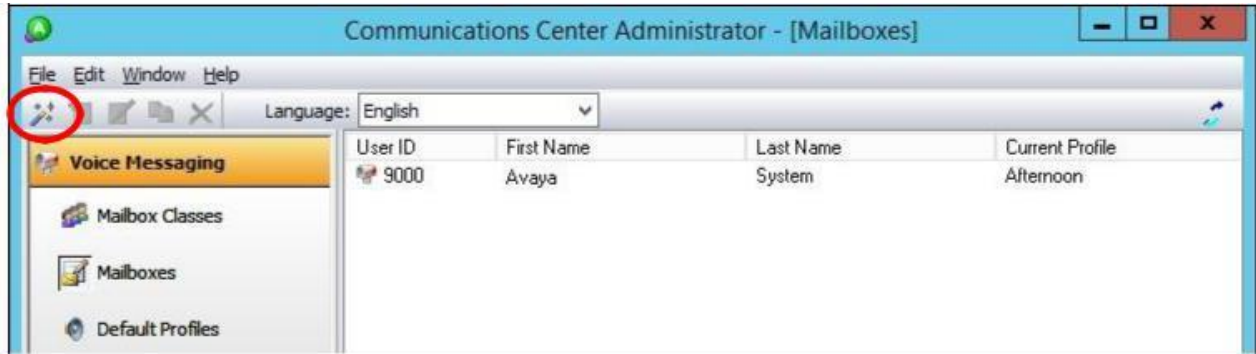 Communications Center Administrator - [Mailboxes]
File Edit Window Help
Language: English
Voice Messaging
User ID First Name Last Name Current Profile
9000 Avaya System Afternoon
Mailbox Classes
Mailboxes
Default Profiles